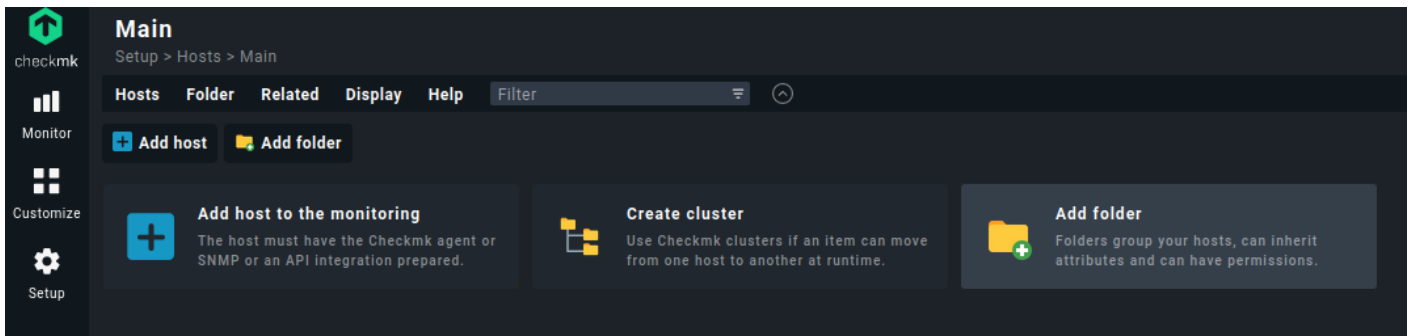 checkmk
Monitor
Customize
Setup
Main
Setup > Hosts > Main
Hosts Folder Related Display Help Filter
Add host Add folder
Add host to the monitoring
The host must have the Checkmk agent or
SNMP or an API integration prepared.
Create cluster
Use Checkmk clusters if an item can move
from one host to another at runtime.
Add folder
Folders group your hosts, can inherit
attributes and can have permissions.